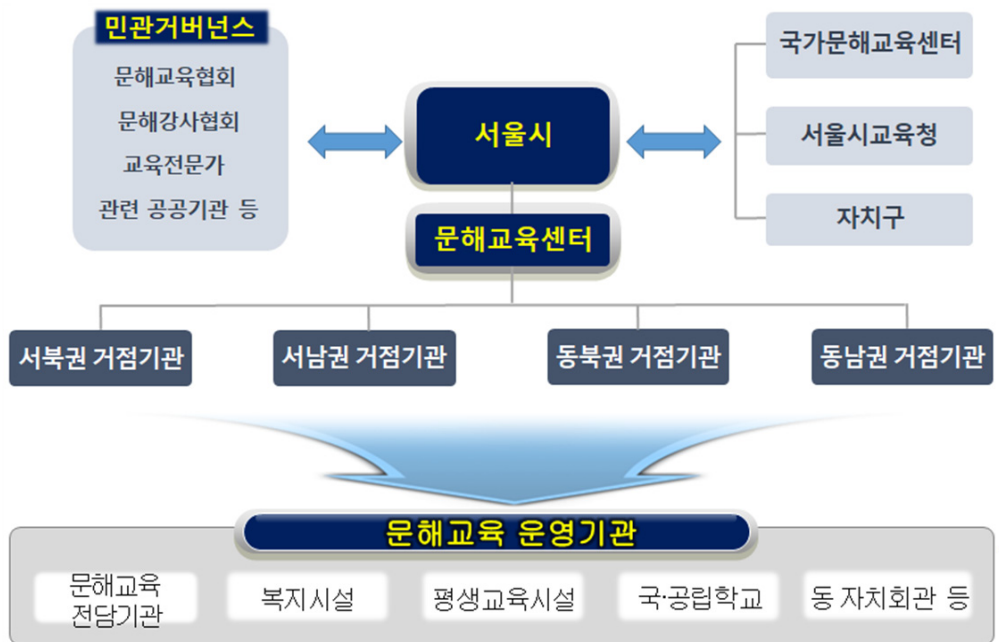 민관거버넌스
문해교육협회
문해강사협회
교육전문가
관련 공공기관 등
서울시
문해교육센터
국가문해교육센터
서울시교육청
자치구
서북권 거점기관
서남권 거점기관
동북권 거점기관
동남권 거점기관
문해교육 운영기관
문해교육
전담기관
복지시설
평생교육시설
국·공립학교
동 자치회관 등